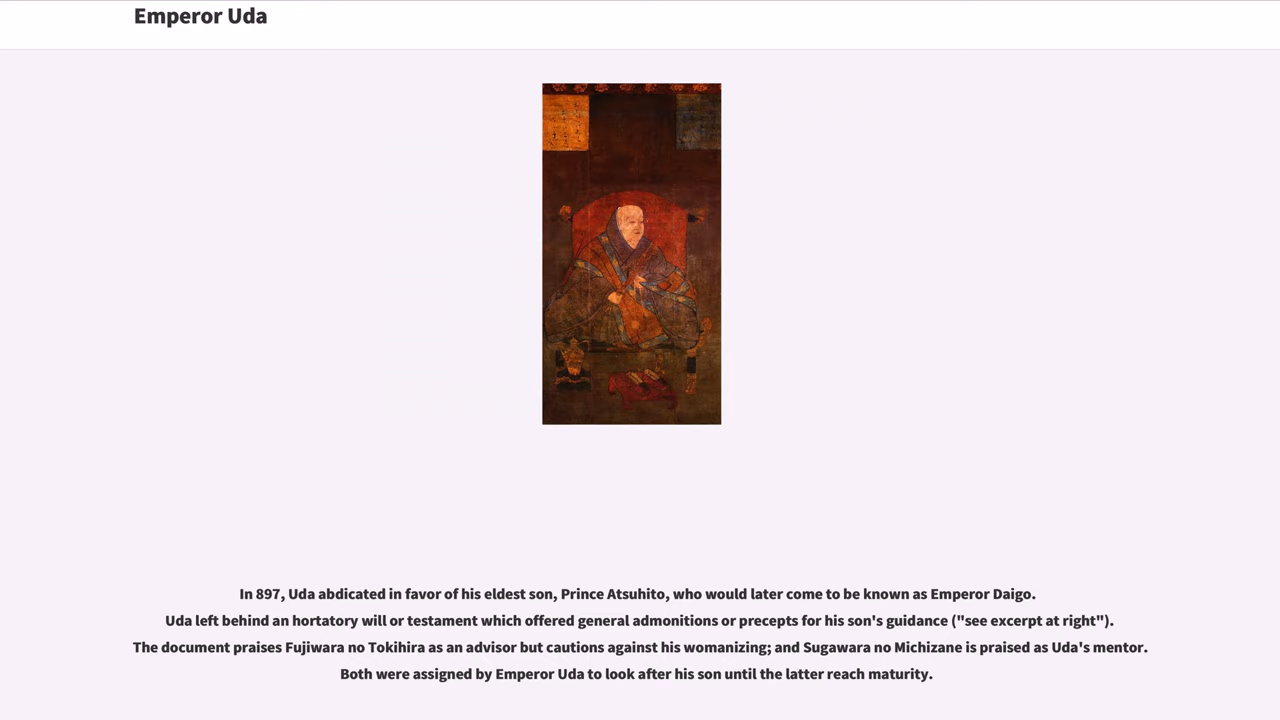 Emperor Uda
In 897, Uda abdicated in favor of his eldest son, Prince Atsuhito, who would later come to be known as Emperor Daigo.
Uda left behind an hortatory will or testament which offered general admonitions or precepts for his son's guidance ("see excerpt at right").
The document praises Fujiwara no Tokihira as an advisor but cautions against his womanizing; and Sugawara no Michizane is praised as Uda's mentor.
Both were assigned by Emperor Uda to look after his son until the latter reach maturity.